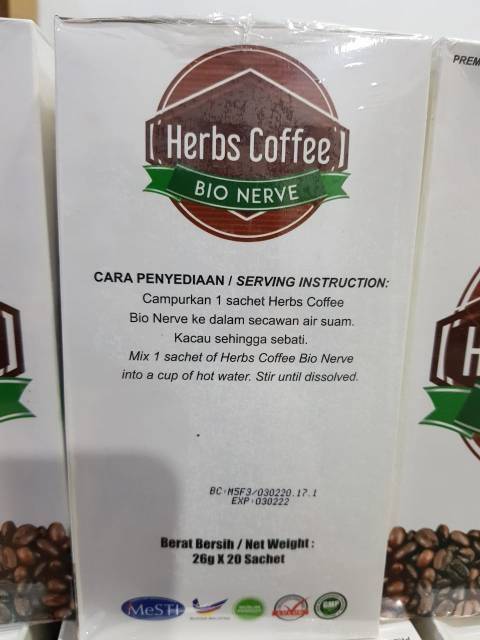 PREM
[ Herbs Coffee ]
BIO NERVE
CARA PENYEDIAAN / SERVING INSTRUCTION:
Campurkan 1 sachet Herbs Coffee
Bio Nerve ke dalam secawan air suam.
Kacau sehingga sebati.
Mix 1 sachet of Herbs Coffee Bio Nerve
into a cup of hot water. Stir until dissolved.
BC:MSF3/030220.17.1
EXP:030222
Berat Bersih / Net Weight :
26g X 20 Sachet
MeSTI
GMP
H